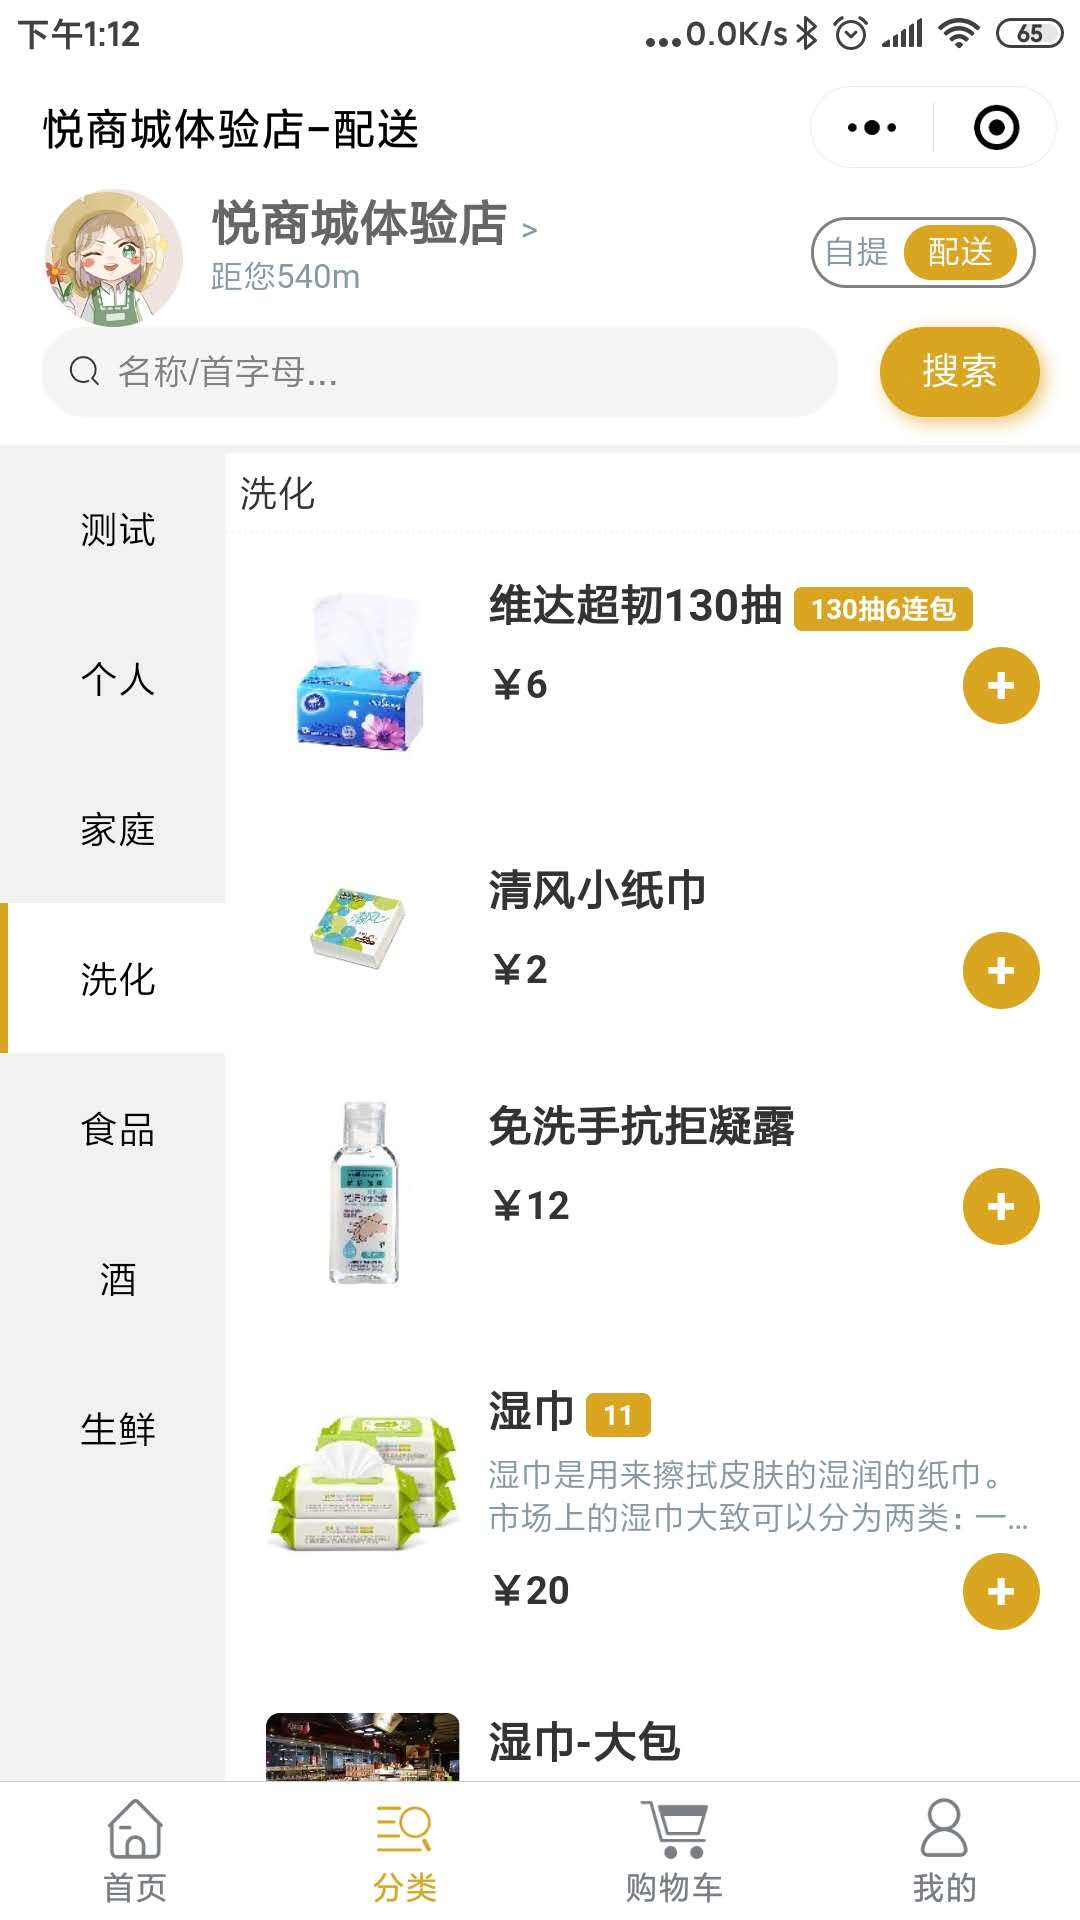 下午1:12
...0.0K/s
65
悦商城体验店-配送
悦商城体验店 >
距您540m
自提 配送
名称/首字母...
搜索
测试
个人
家庭
洗化
食品
酒
生鲜
洗化
维达超韧130抽 130抽6连包
¥6
清风小纸巾
¥2
免洗手抗拒凝露
¥12
湿巾 11
湿巾是用来擦拭皮肤的湿润的纸巾。
市场上的湿巾大致可以分为两类：一...
¥20
湿巾-大包
首页
分类
购物车
我的